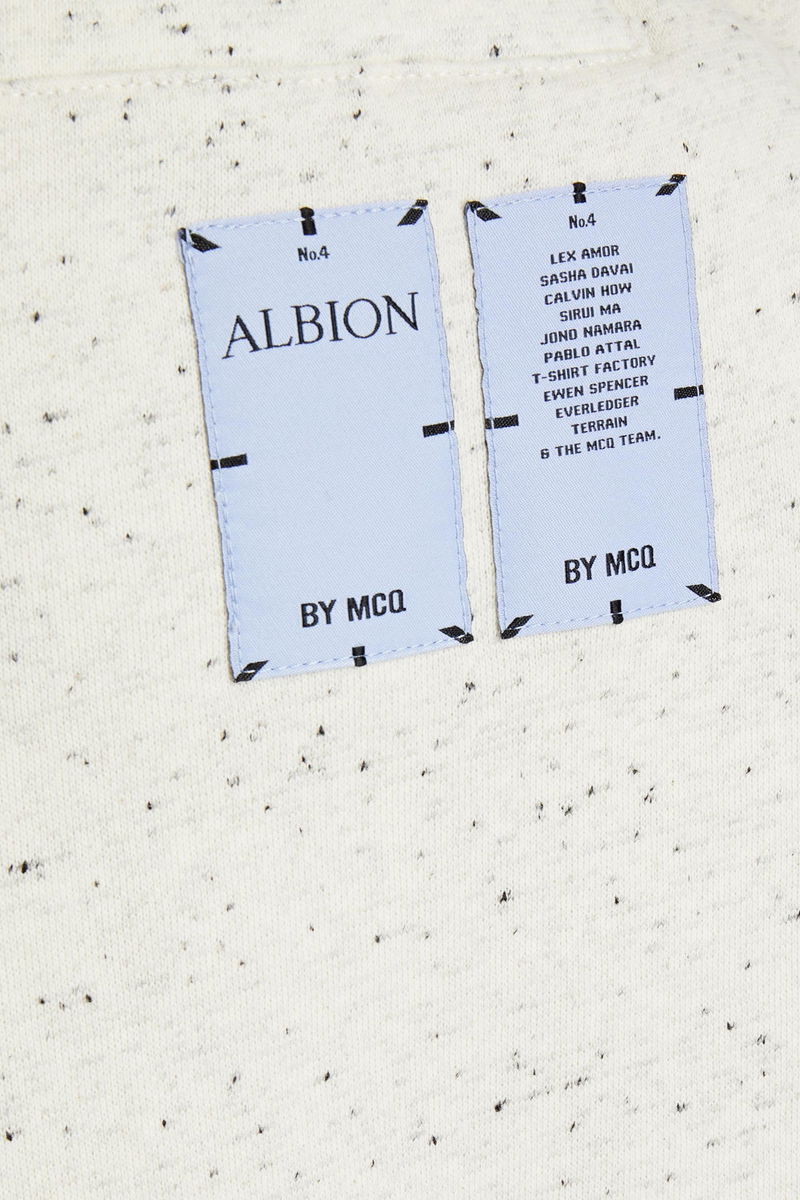 No.4
ALBION
BY MCQ
No.4
LEX AMOR
SASHA DAVAI
CALVIN HOW
SIRUI MA
JONO NAMARA
PABLO ATTAL
T-SHIRT FACTORY
EWEN SPENCER
EVERLEDGER
TERRAIN
& THE MCQ TEAM.
BY MCQ